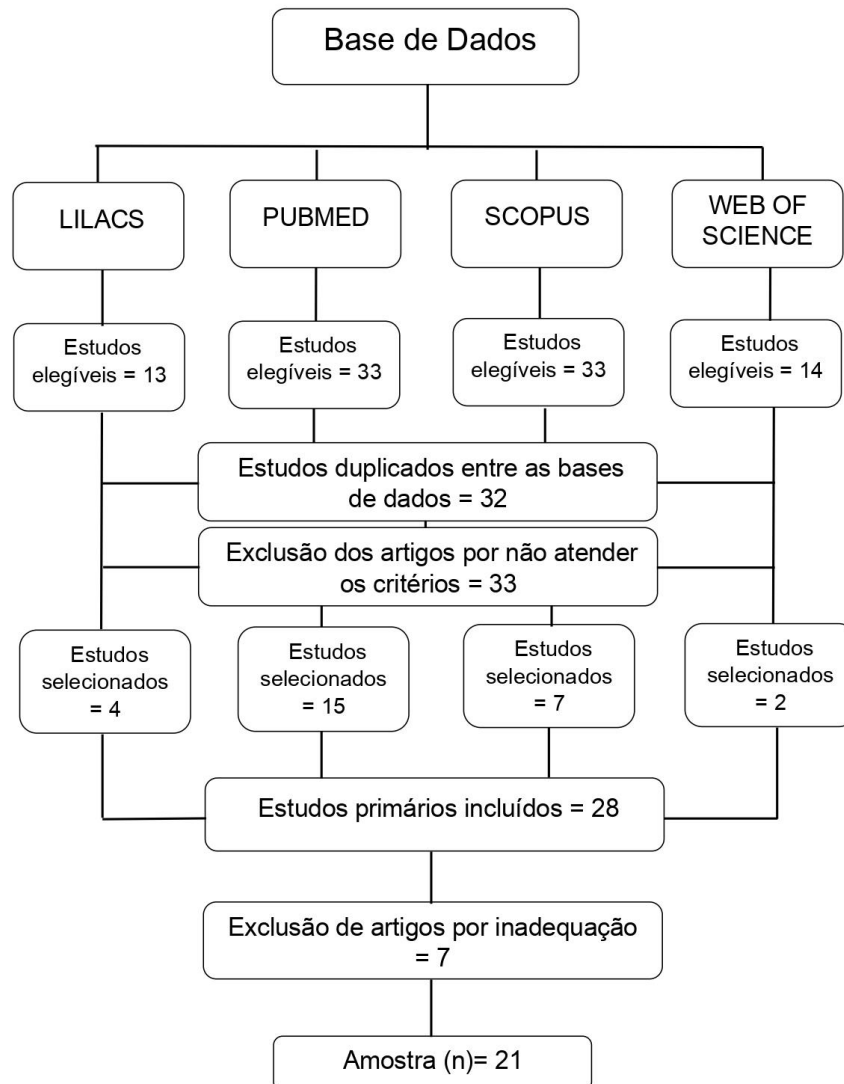 Base de Dados
LILACS
PUBMED
SCOPUS
WEB OF
SCIENCE
Estudos
elegíveis = 13
Estudos
elegíveis = 33
Estudos
elegíveis = 33
Estudos
elegíveis = 14
Estudos duplicados entre as bases
de dados = 32
Exclusão dos artigos por não atender
os critérios = 33
Estudos
selecionados
= 4
Estudos
selecionados
= 15
Estudos
selecionados
= 7
Estudos
selecionados
= 2
Estudos primários incluídos = 28
Exclusão de artigos por inadequação
= 7
Amostra (n)= 21